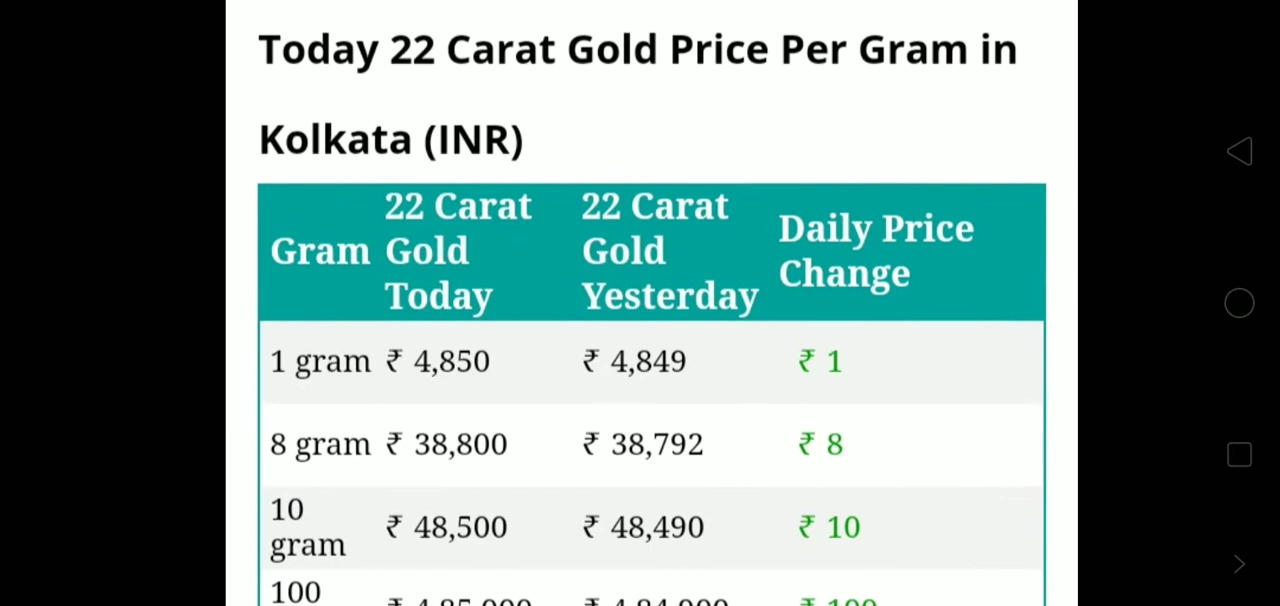 Today 22 Carat Gold Price Per Gram in
Kolkata (INR)
Gram
22 Carat
Gold
Today
22 Carat
Gold
Yesterday
Daily Price
Change
1 gram ₹ 4,850 ₹ 4,849 ₹ 1
8 gram ₹ 38,800 ₹ 38,792 ₹ 8
10
gram ₹ 48,500 ₹ 48,490 ₹ 10
100